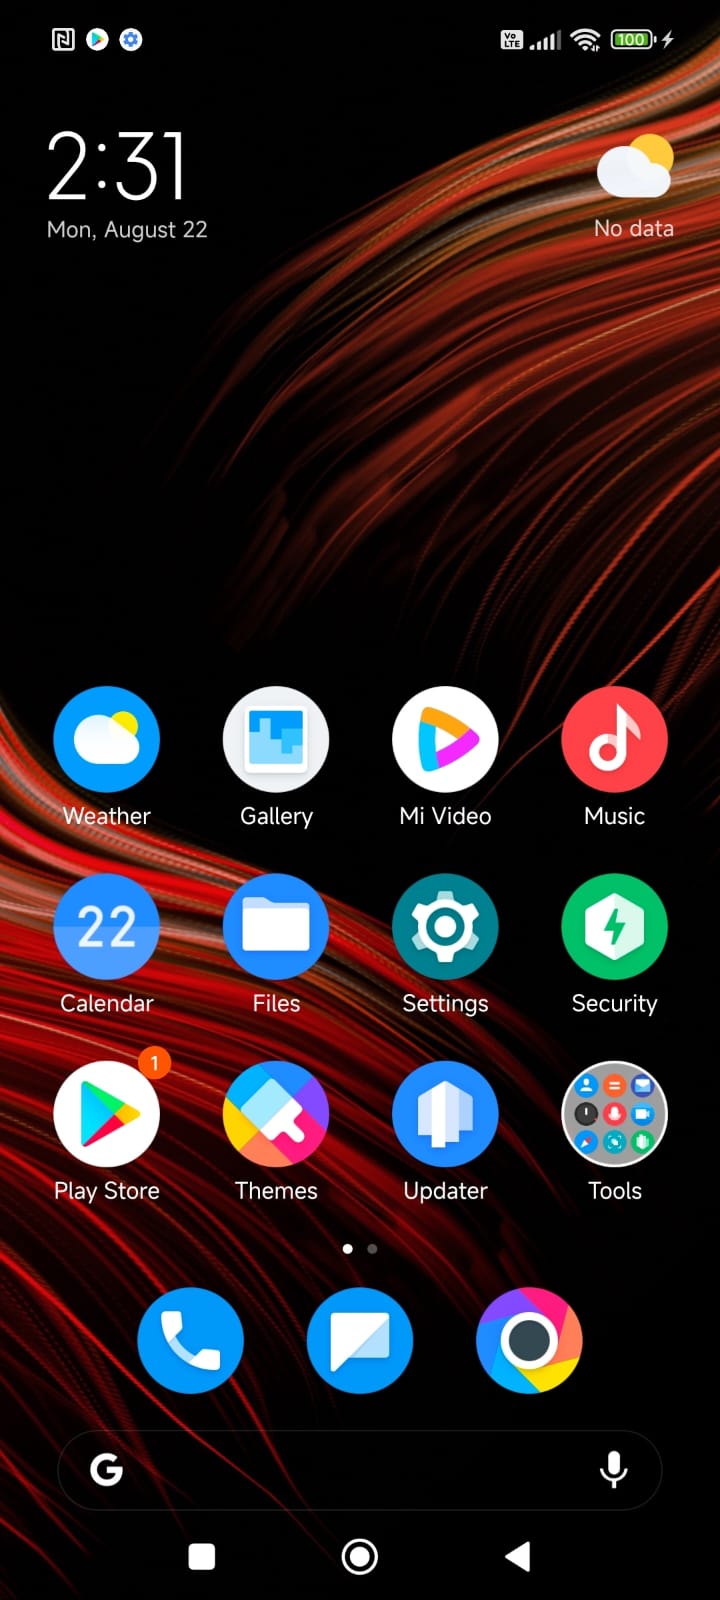 Vo
LTE
100
2:31
Mon, August 22
No data
Weather
Gallery
Mi Video
Music
22
Calendar
Files
Settings
Security
1
Play Store
Themes
Updater
Tools
G